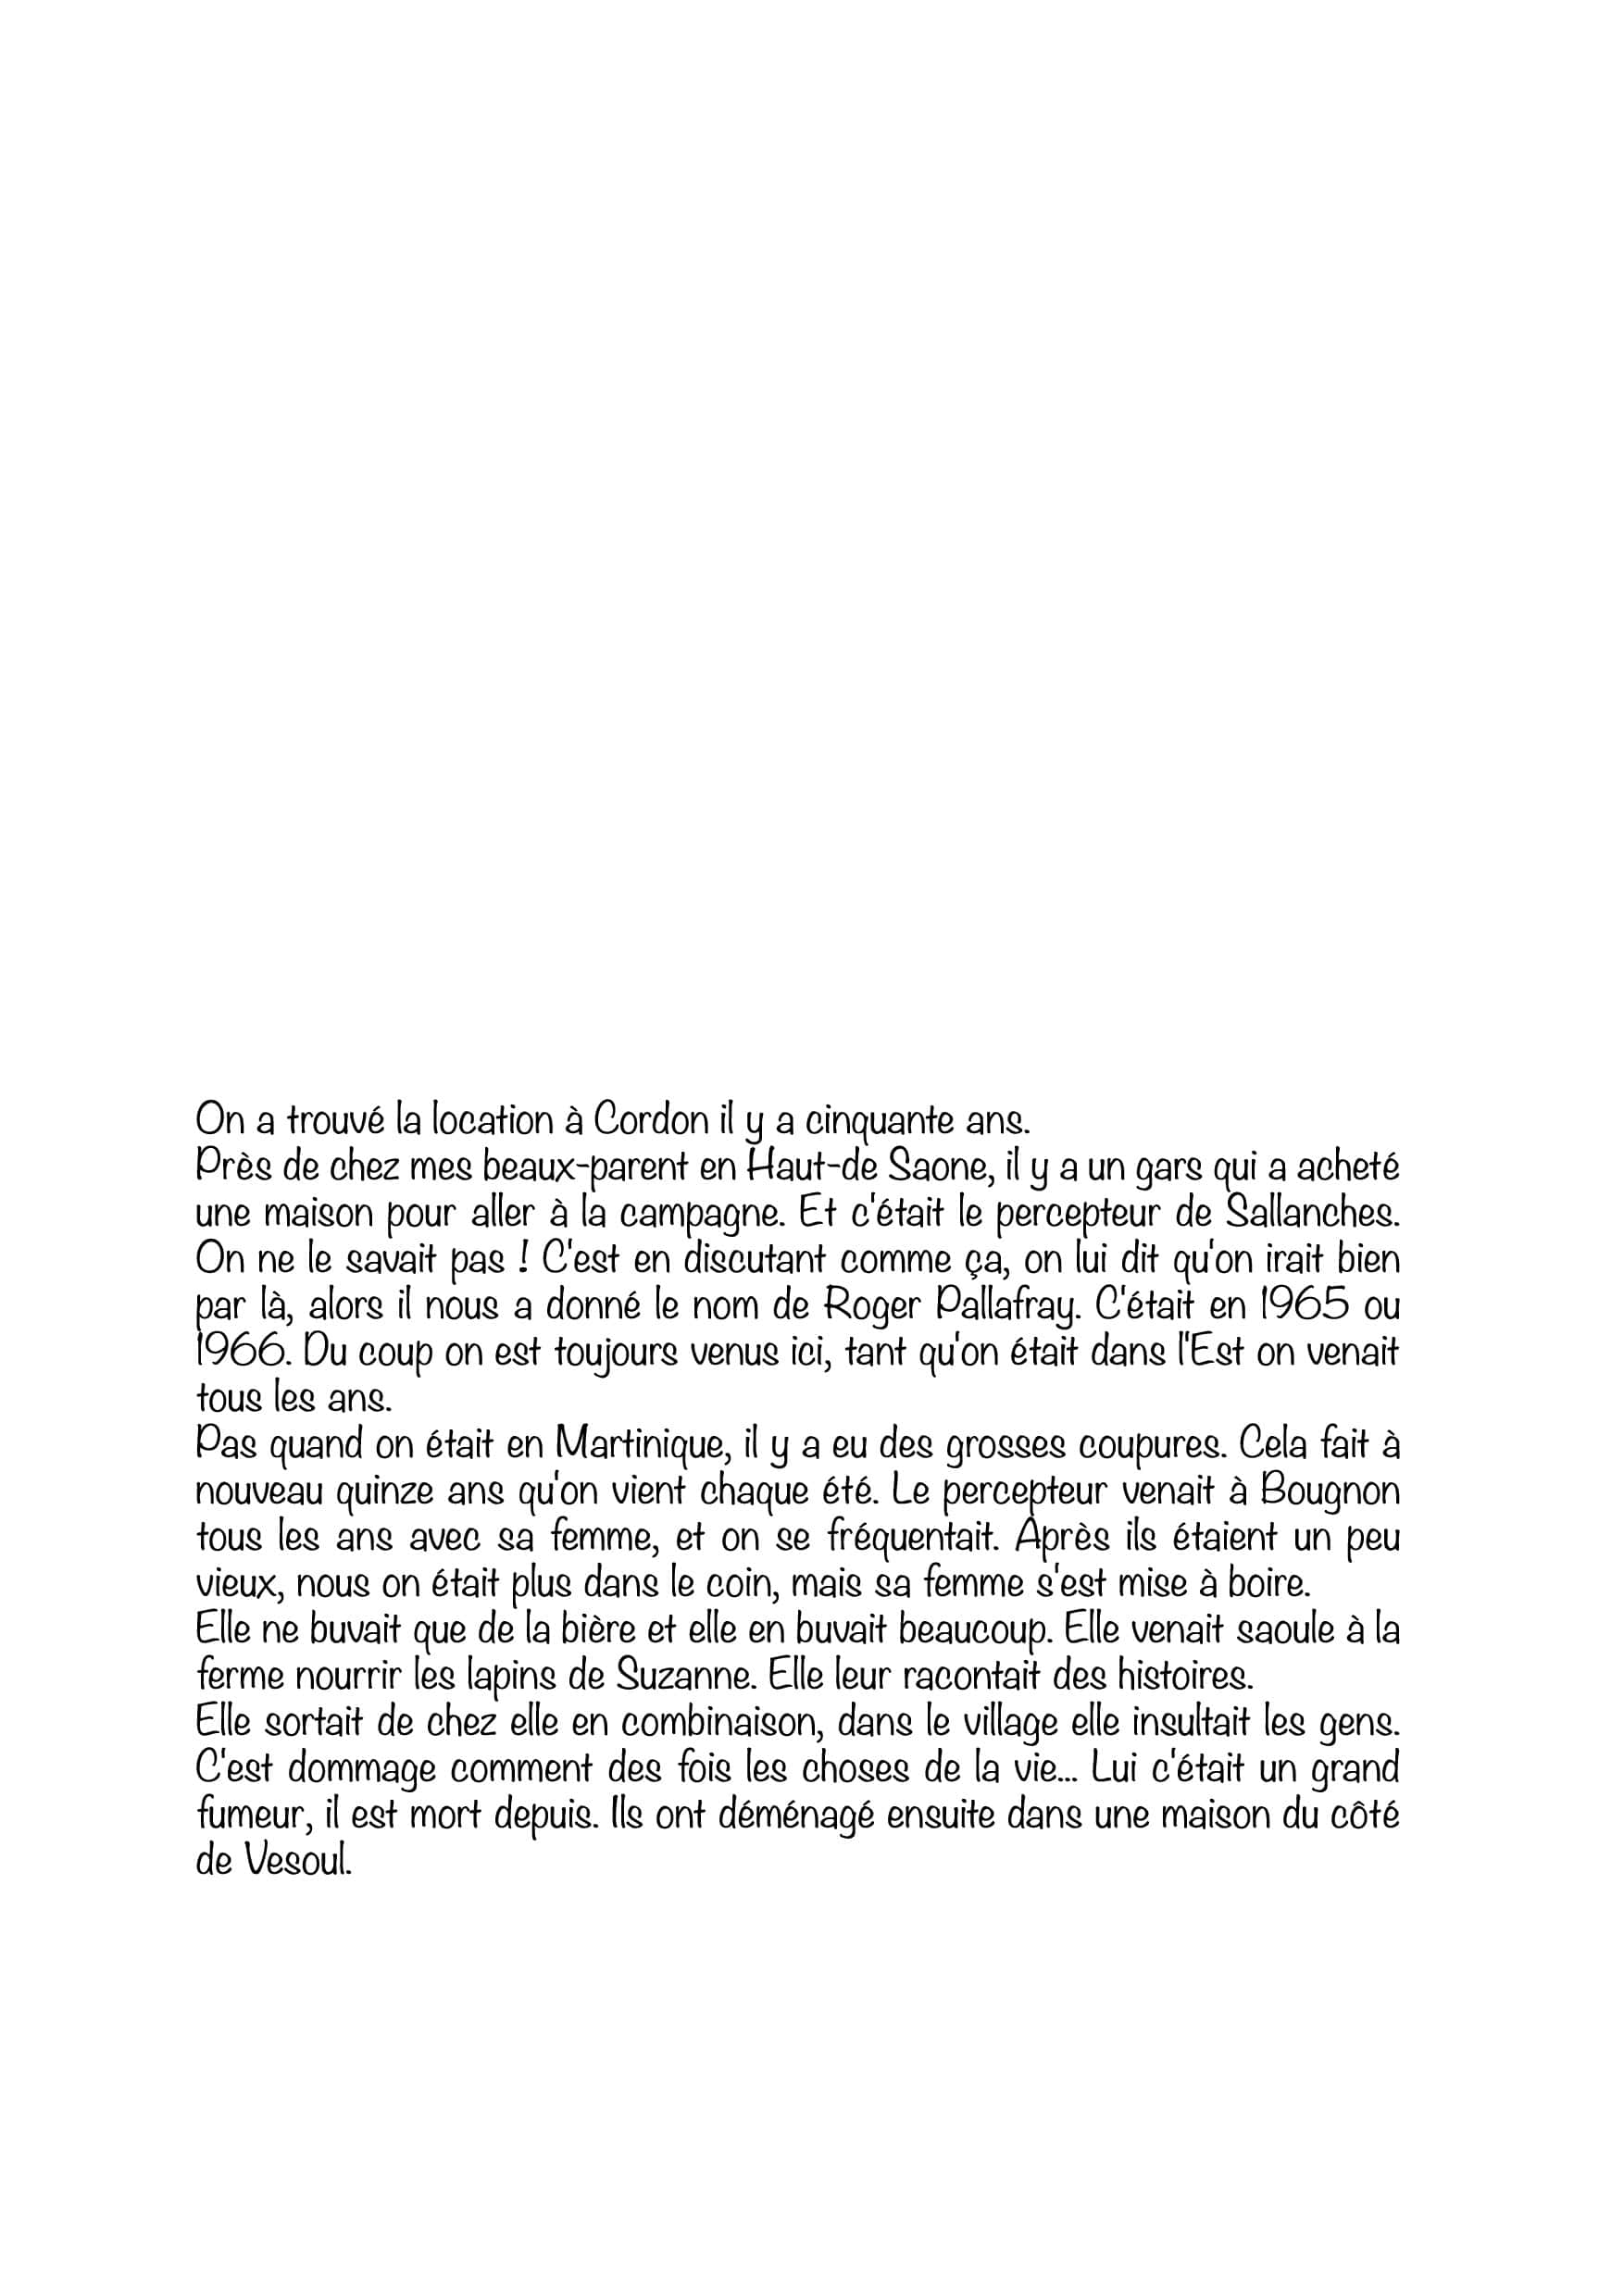 On a trouvé la location à Cordon il y a cinquante ans.
Près de chez mes beaux-parent en Haut-de Saone, il y a un gars qui a acheté
une maison pour aller à la campagne. Et c'était le percepteur de Sallanches.
On ne le savait pas ! C'est en discutant comme ça, on lui dit qu'on irait bien
par là, alors il nous a donné le nom de Roger Pallafray. C'était en 1965 ou
1966. Du coup on est toujours venus ici, tant qu'on était dans l'Est on venait
tous les ans.
Pas quand on était en Martinique, il y a eu des grosses coupures. Cela fait à
nouveau quinze ans qu'on vient chaque été. Le percepteur venait à Bougnon
tous les ans avec sa femme, et on se fréquentait. Après ils étaient un peu
vieux, nous on était plus dans le coin, mais sa femme s'est mise à boire.
Elle ne buvait que de la bière et elle en buvait beaucoup. Elle venait saoule à la
ferme nourrir les lapins de Suzanne. Elle leur racontait des histoires.
Elle sortait de chez elle en combinaison, dans le village elle insultait les gens.
C'est dommage comment des fois les choses de la vie... Lui c'était un grand
fumeur, il est mort depuis. Ils ont déménagé ensuite dans une maison du côté
de Vesoul.